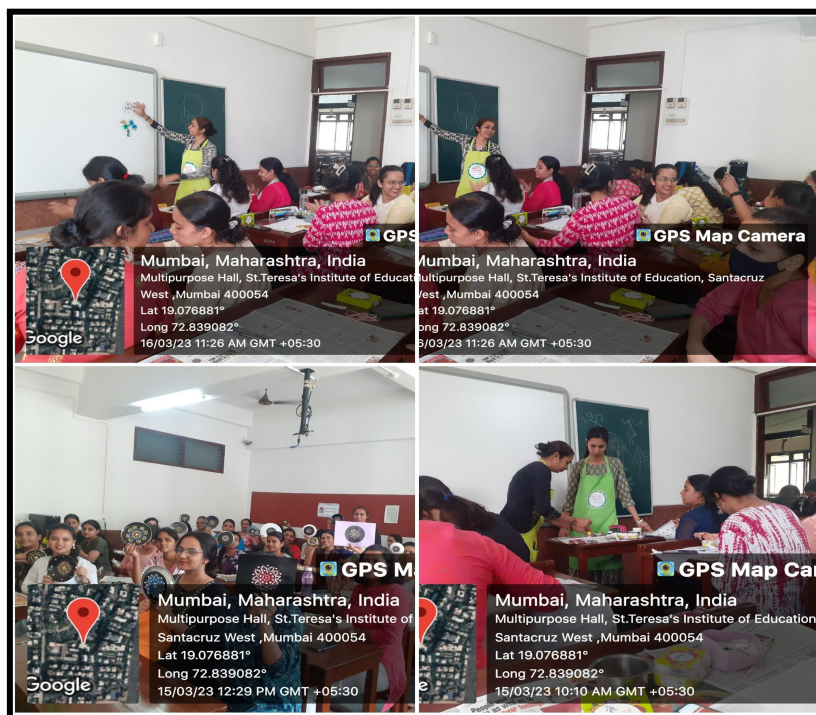 GPS
Mumbai, Maharashtra, India
Multipurpose Hall, St.Teresa's Institute of Educati
West ,Mumbai 400054
Lat 19.076881°
Long 72.839082°
16/03/23 11:26 AM GMT +05:30
Google
GPS Map Camera
Mumbai, Maharashtra, India
Multipurpose Hall, St.Teresa's Institute of Education, Santacruz
West ,Mumbai 400054
at 19.076881°
ong 72.839082°
6/03/23 11:26 AM GMT +05:30
GPS M
Mumbai, Maharashtra, India
Multipurpose Hall, St.Teresa's Institute of
Santacruz West ,Mumbai 400054
Lat 19.076881°
Long 72.839082°
15/03/23 12:29 PM GMT +05:30
Google
GPS Map Ca
Mumbai, Maharashtra, India
Multipurpose Hall, St.Teresa's Institute of Education
Santacruz West ,Mumbai 400054
Lat 19.076881°
Long 72.839082°
15/03/23 10:10 AM GMT +05:30
e